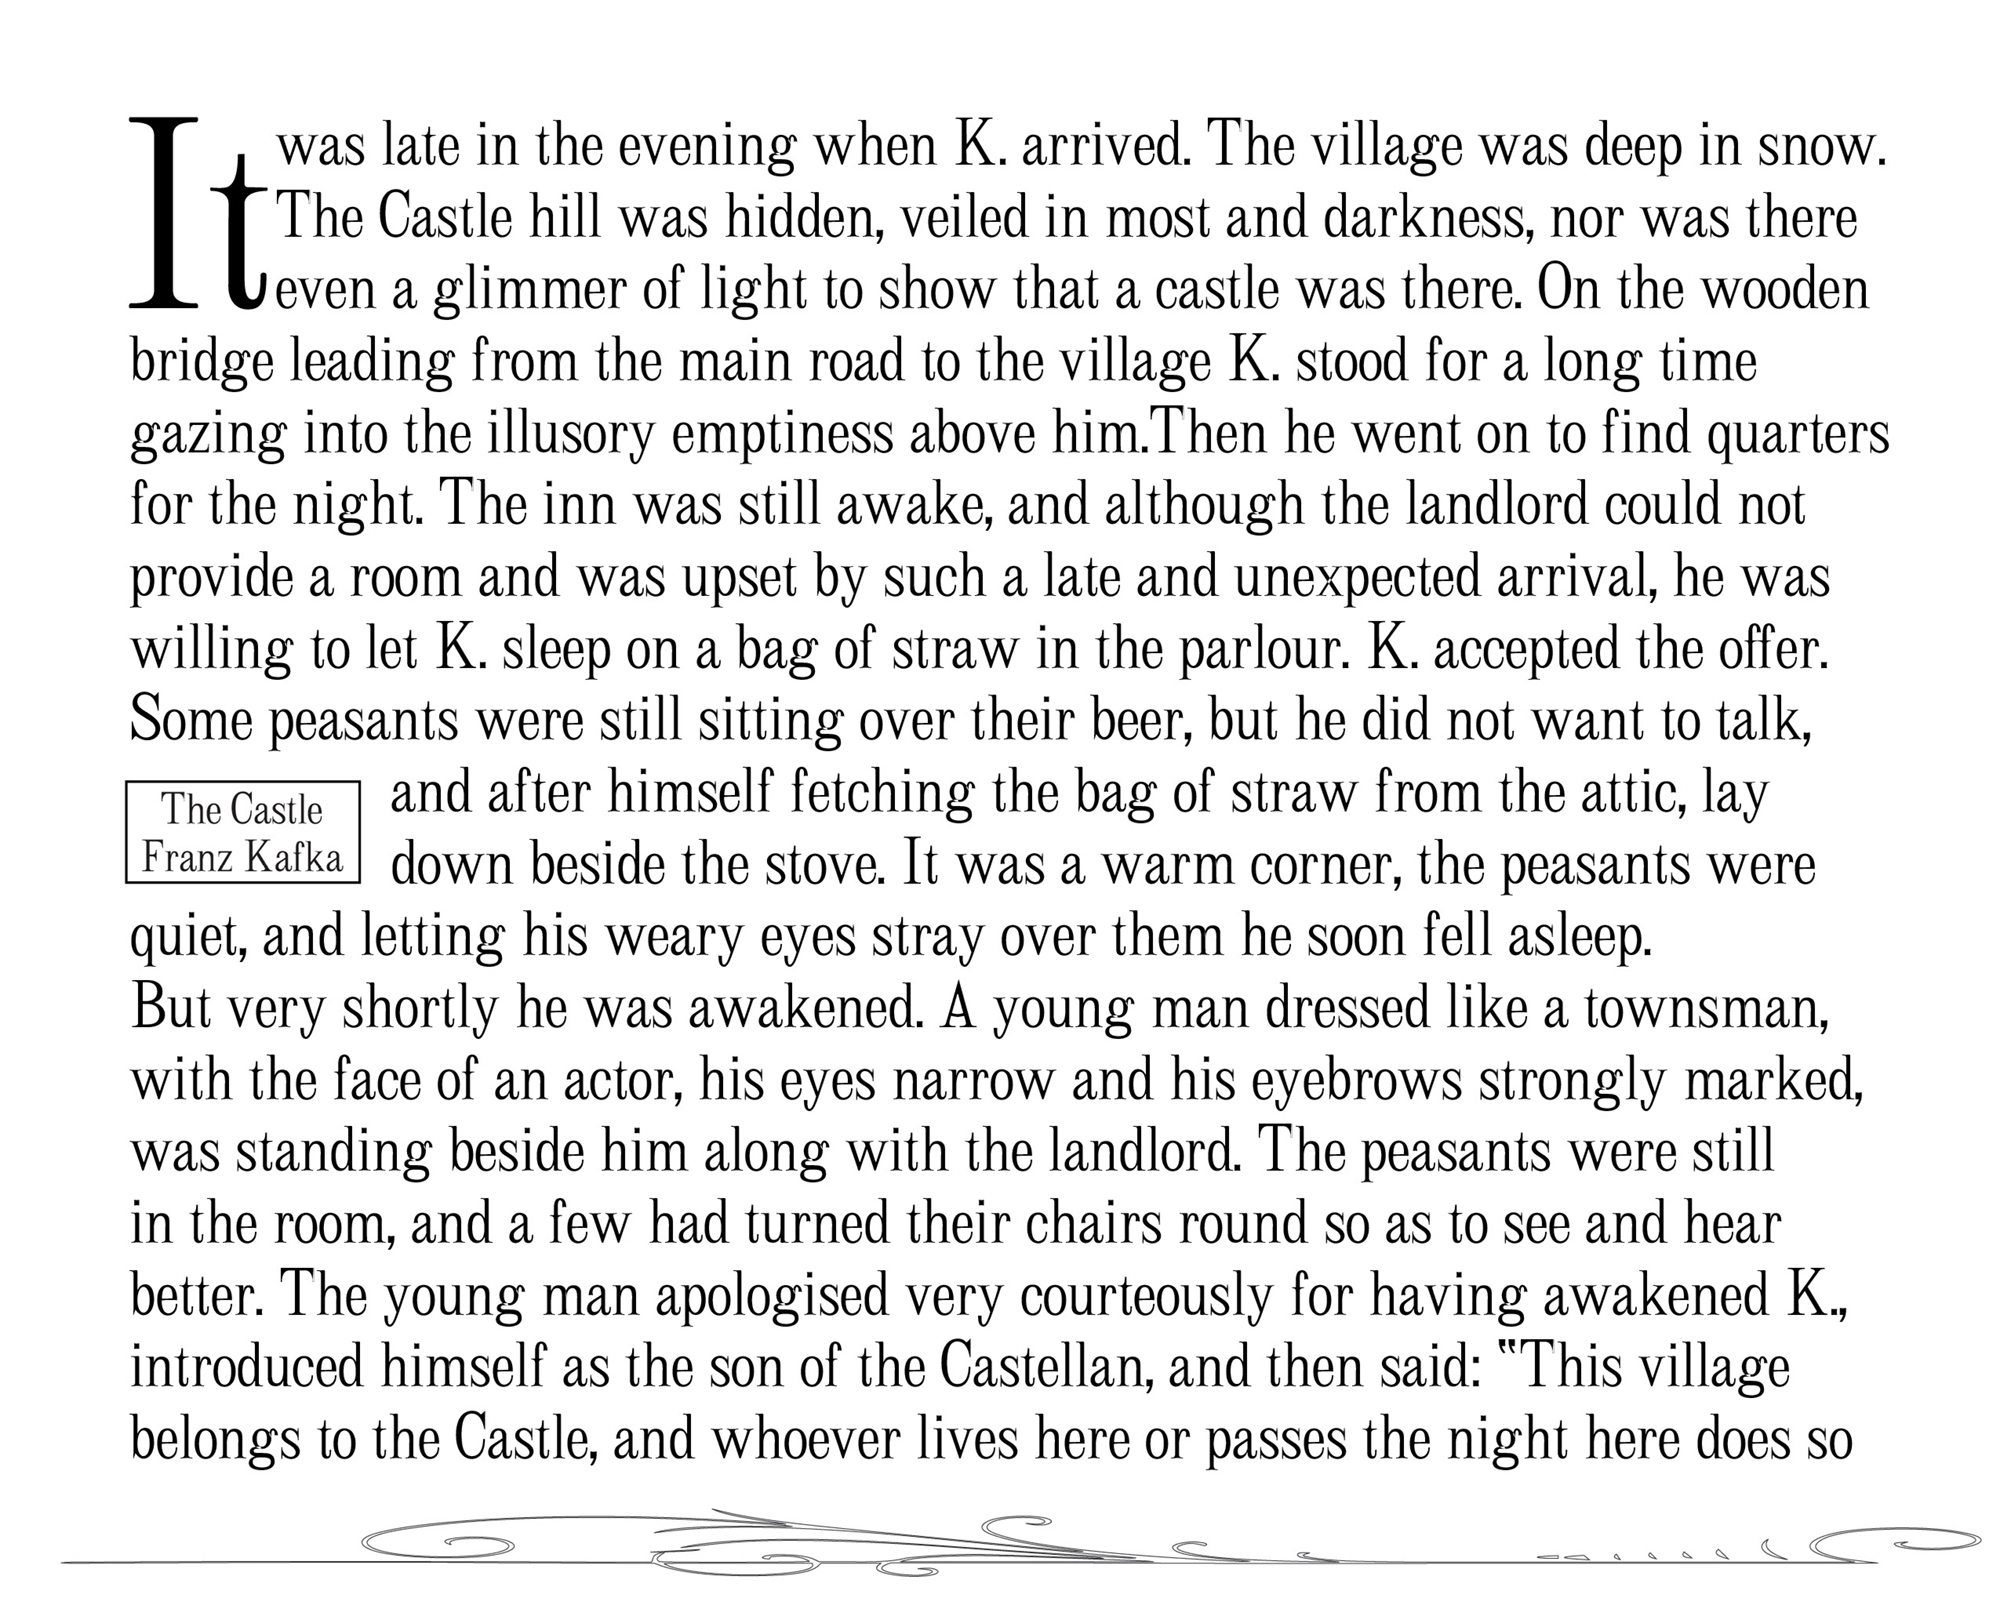 It was late in the evening when K. arrived. The village was deep in snow.
The Castle hill was hidden, veiled in most and darkness, nor was there
even a glimmer of light to show that a castle was there. On the wooden
bridge leading from the main road to the village K. stood for a long time
gazing into the illusory emptiness above him.Then he went on to find quarters
for the night. The inn was still awake, and although the landlord could not
provide a room and was upset by such a late and unexpected arrival, he was
willing to let K. sleep on a bag of straw in the parlour. K. accepted the offer.
Some peasants were still sitting over their beer, but he did not want to talk,
and after himself fetching the bag of straw from the attic, lay
down beside the stove. It was a warm corner, the peasants were
quiet, and letting his weary eyes stray over them he soon fell asleep.
But very shortly he was awakened. A young man dressed like a townsman,
with the face of an actor, his eyes narrow and his eyebrows strongly marked,
was standing beside him along with the landlord. The peasants were still
in the room, and a few had turned their chairs round so as to see and hear
better. The young man apologised very courteously for having awakened K.,
introduced himself as the son of the Castellan, and then said: "This village
belongs to the Castle, and whoever lives here or passes the night here does so
The Castle
Franz Kafka